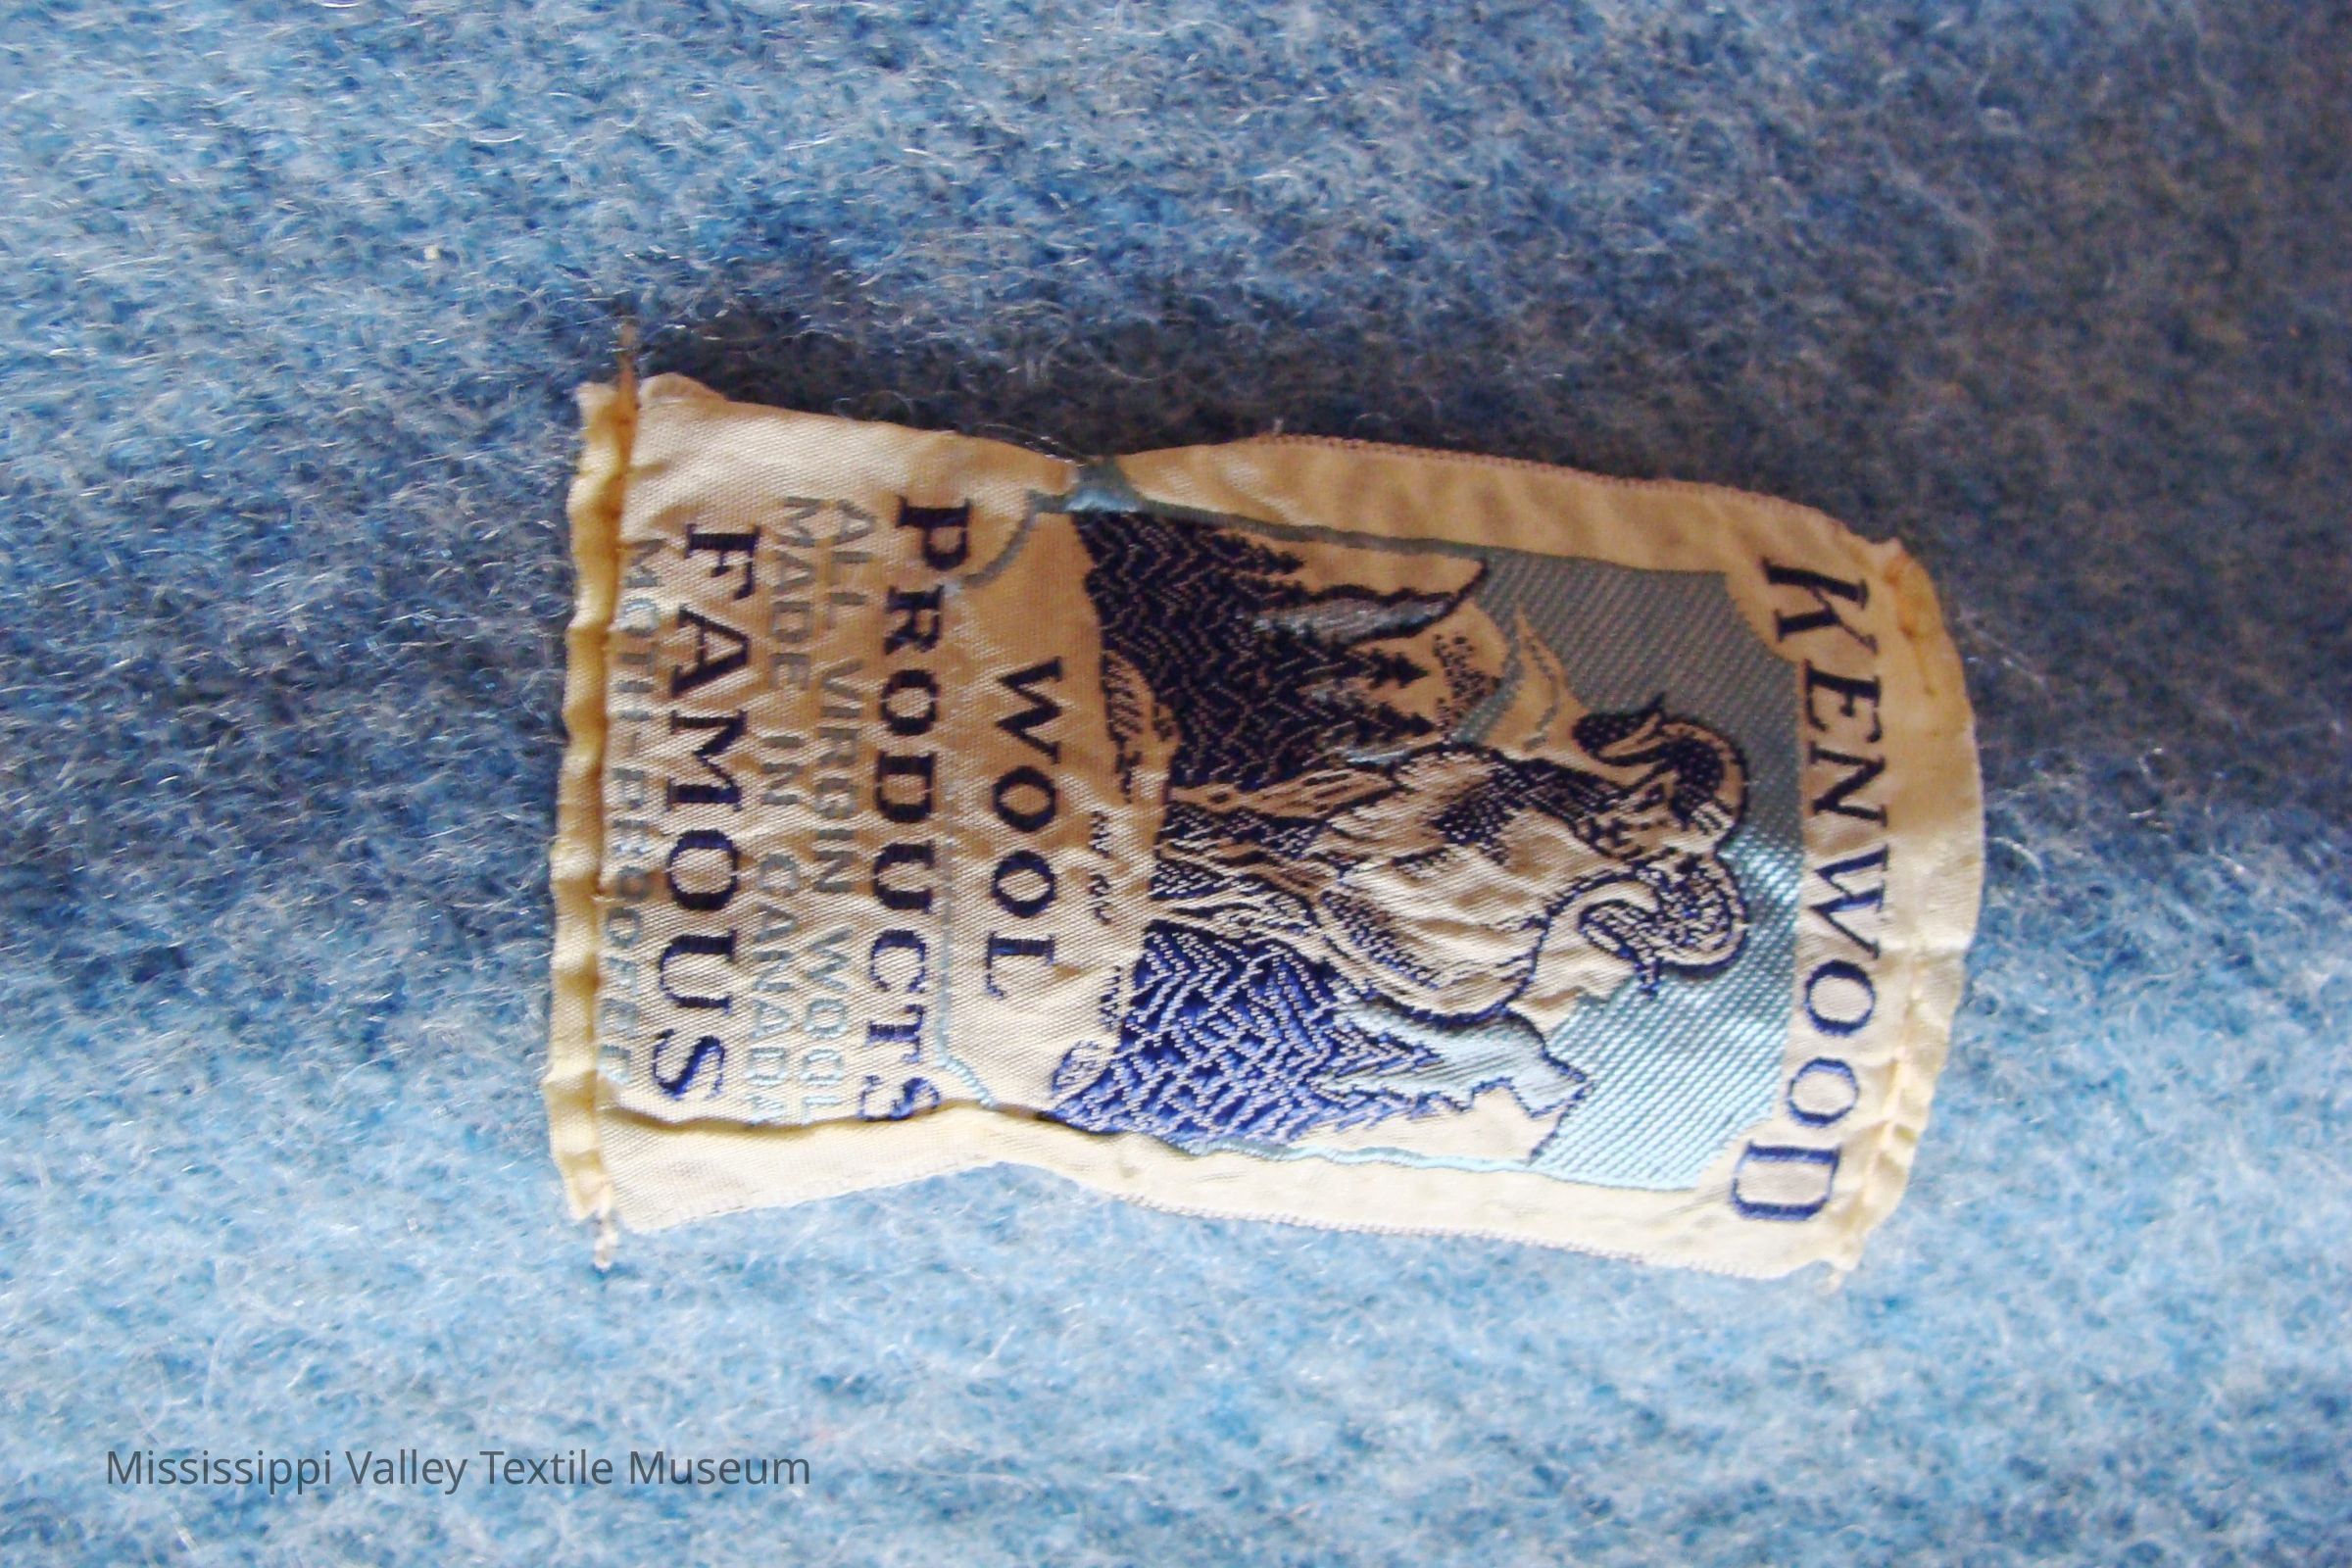 KENWOOD
WOOL
PRODUCTS
ALL VIRGIN WOOL
MADE IN CANADA
FAMOUS
MOTH-PROOFED
Mississippi Valley Textile Museum